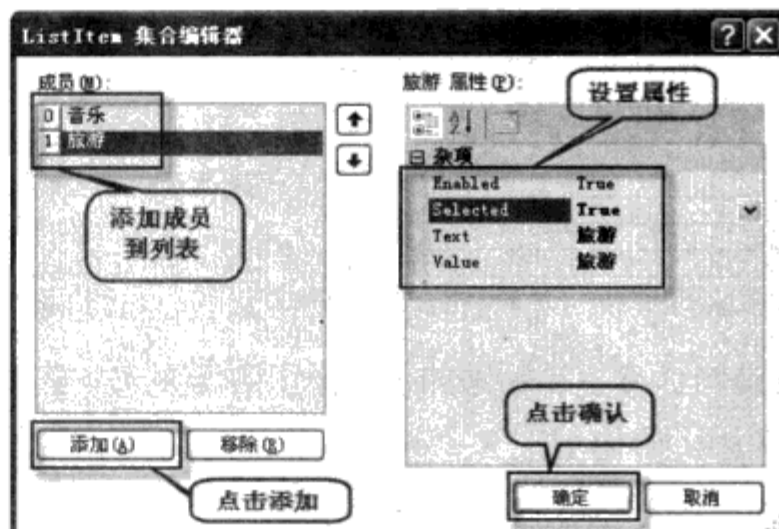 ListItem 集合编辑器
成员(M):
0 音乐
1 旅游
添加成员
到列表
添加(A)
移除(R)
点击添加
旅游 属性(P):
设置属性
杂项
Enabled True
Selected True
Text 旅游
Value 旅游
点击确认
确定
取消